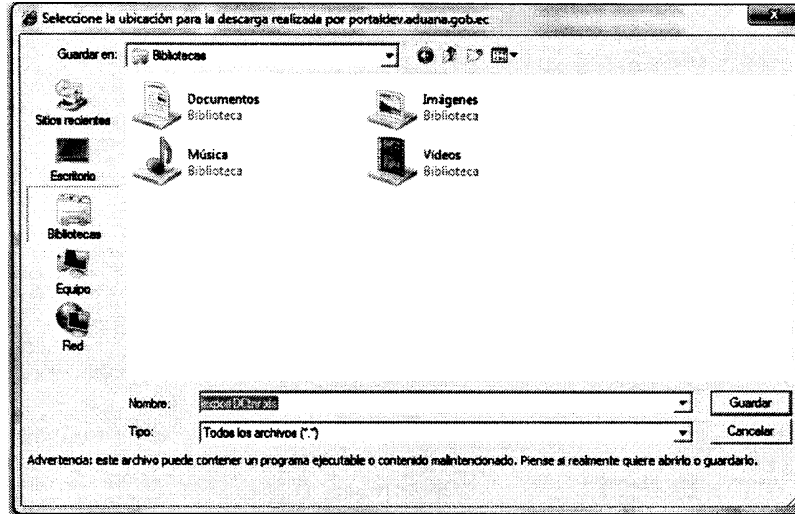 Seleccione la ubicación para la descarga realizada por portaldev.aduana.gob.ec
Guardar en: Bibliotecas
Sitios recientes
Escritorio
Bibliotecas
Equipo
Red
Documentos
Biblioteca
Imágenes
Biblioteca
Música
Biblioteca
Vídeos
Biblioteca
Nombre:
Guardar
Tipo: Todos los archivos (*.*)
Cancelar
Advertencia: este archivo puede contener un programa ejecutable o contenido malintencionado. Piense si realmente quiere abrirlo o guardarlo.